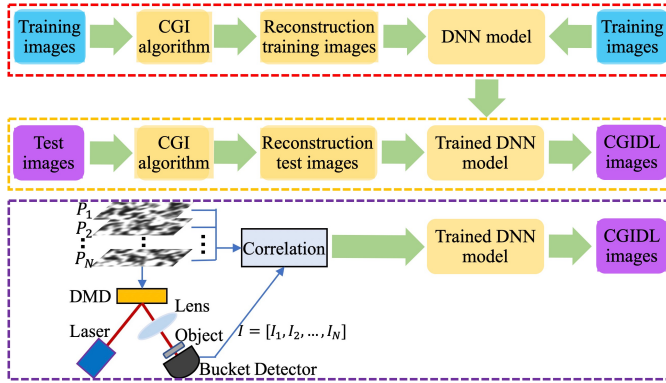 Training images
CGI algorithm
Reconstruction training images
DNN model
Training images
Test images
CGI algorithm
Reconstruction test images
Trained DNN model
CGIDL images
P₁
P₂
⋮
P_N
⋮
⋮
Correlation
Trained DNN model
CGIDL images
DMD
Lens
Laser
Object
I = [I₁, I₂, ..., I_N]
Bucket Detector